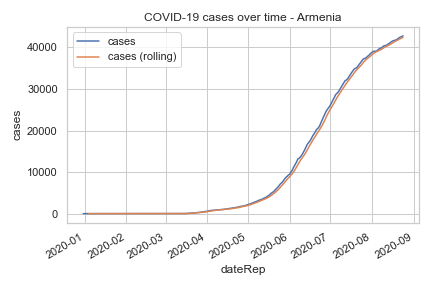 COVID-19 cases over time - Armenia
cases
cases (rolling)
40000
30000
20000
10000
0
cases
2020-01
2020-02
2020-03
2020-04
2020-05
2020-06
2020-07
2020-08
2020-09
dateRep